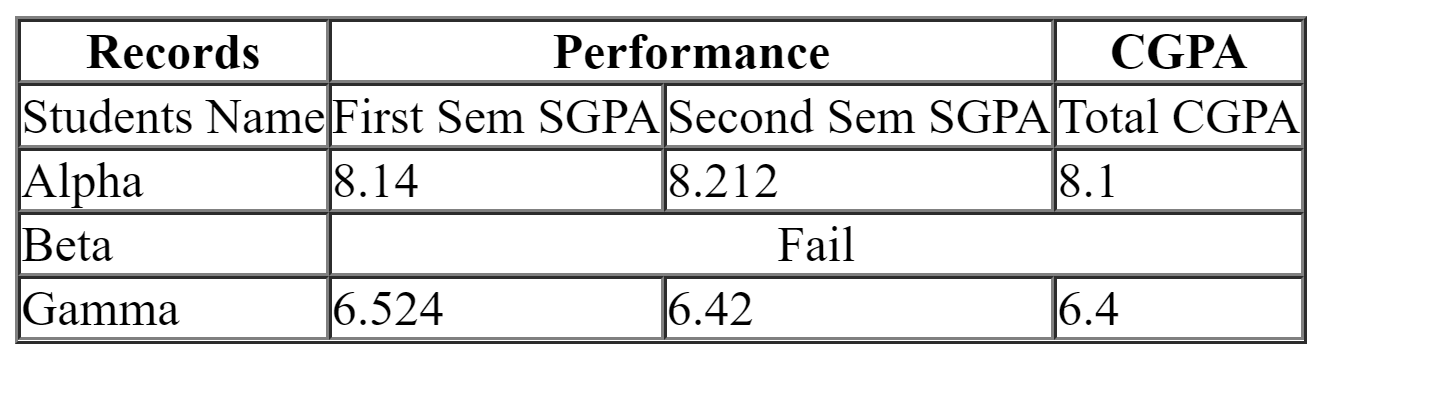 Records Performance CGPA
Students Name First Sem SGPA Second Sem SGPA Total CGPA
Alpha 8.14 8.212 8.1
Beta Fail
Gamma 6.524 6.42 6.4